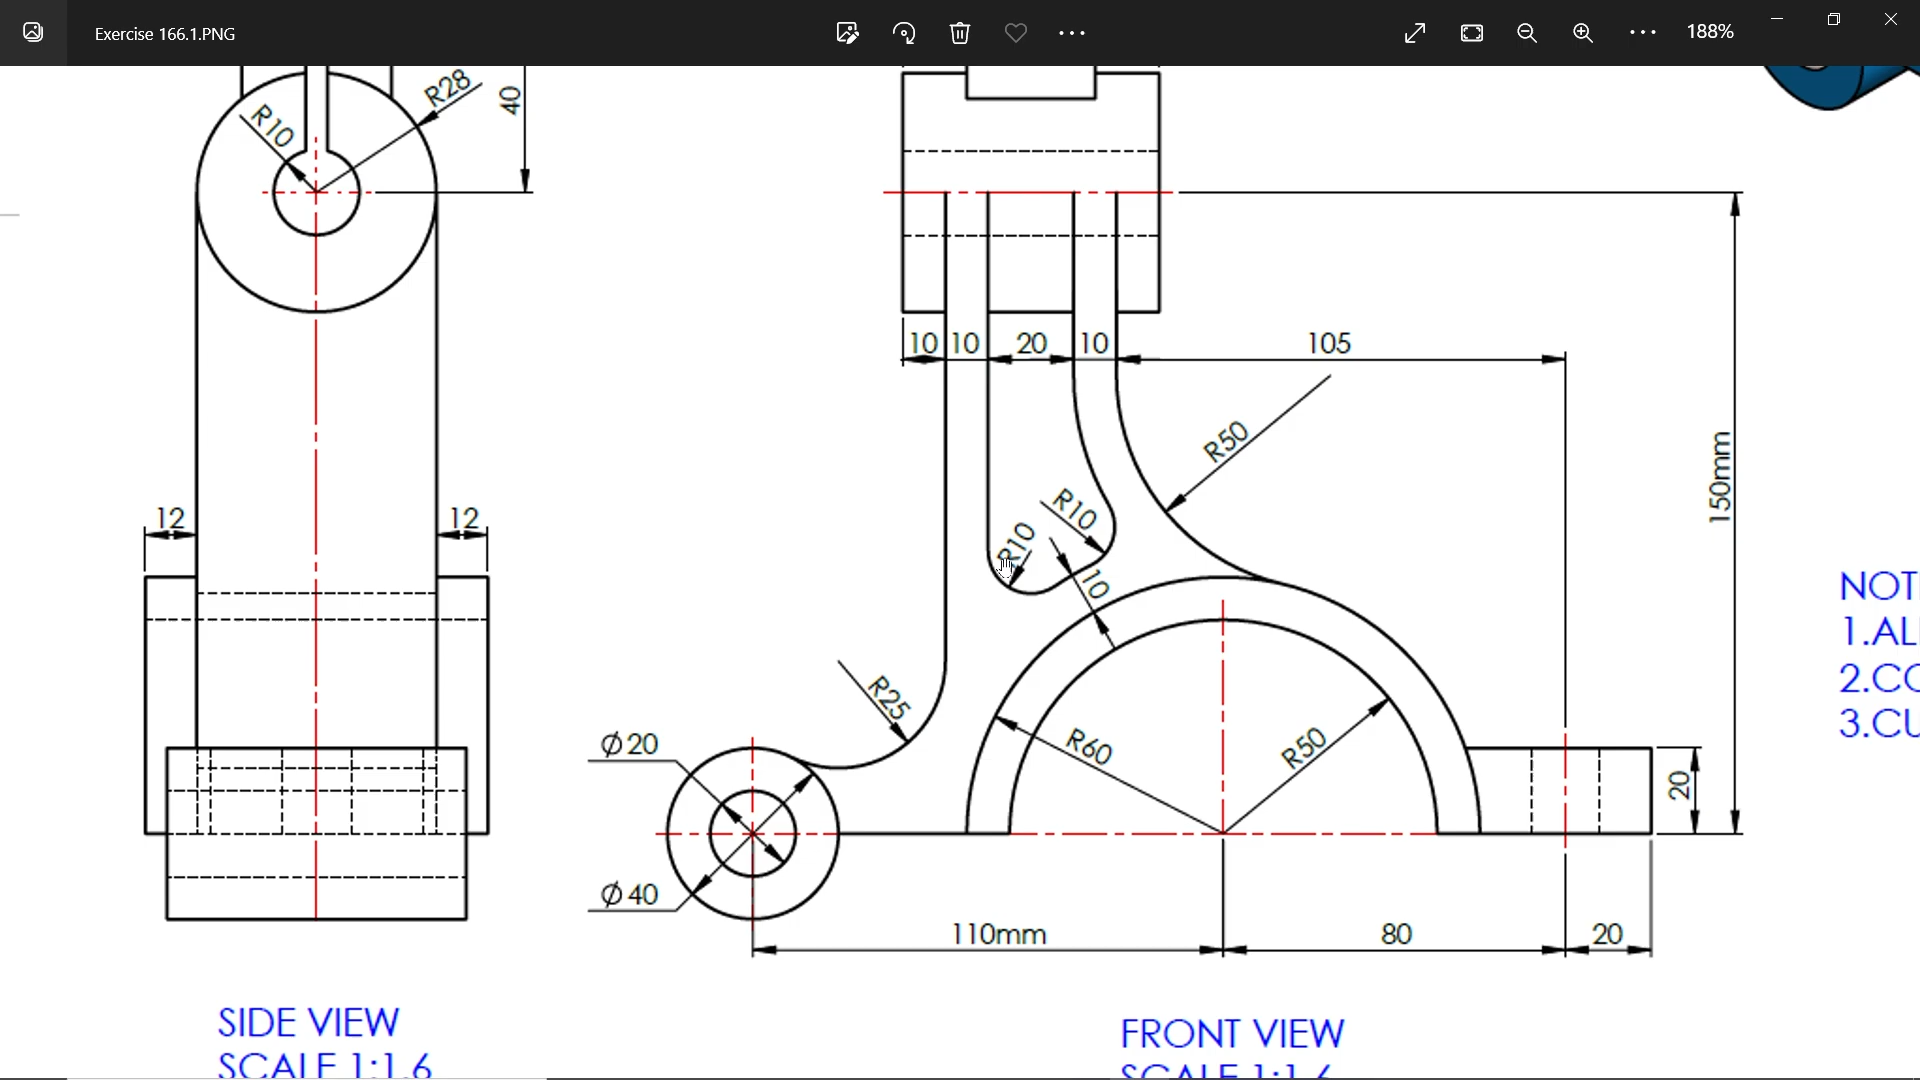 Exercise 166.1.PNG
188%
R28
40
R10
10 10 20 10 105
R50
150mm
R10
R10
12 12
10
NOT
1.AL
2.CO
3.CU
R25
∅20
R60
R50
20
∅40
110mm 80 20
SIDE VIEW
SCALE 1:1.6
FRONT VIEW
SCALE 1:1.6